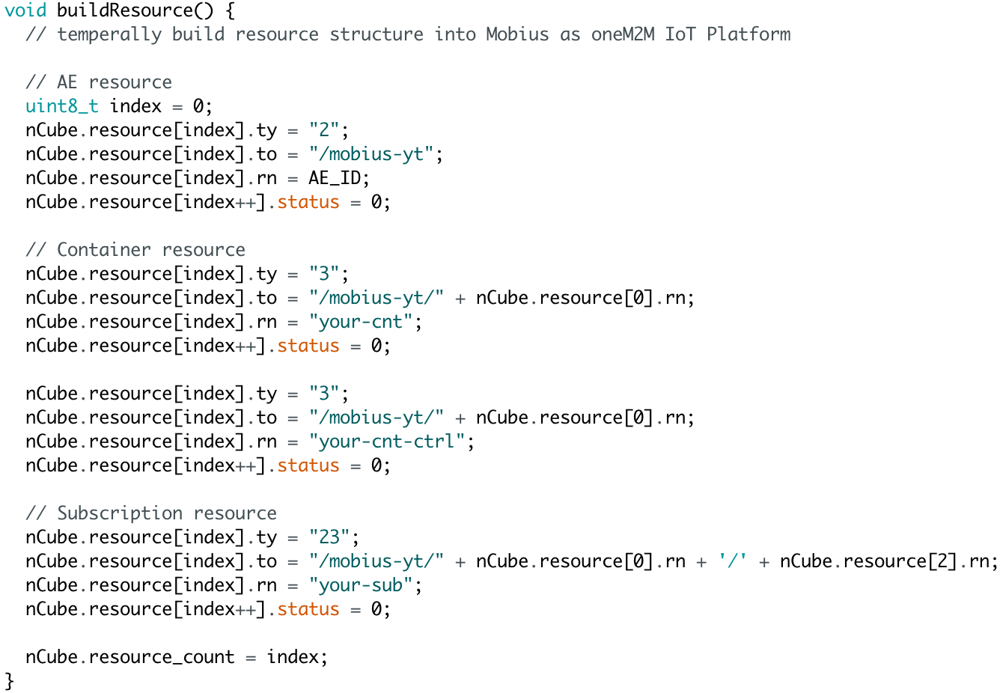 void buildResource() {
  // temperally build resource structure into Mobius as oneM2M IoT Platform

  // AE resource
  uint8_t index = 0;
  nCube.resource[index].ty = "2";
  nCube.resource[index].to = "/mobius-yt";
  nCube.resource[index].rn = AE_ID;
  nCube.resource[index++].status = 0;

  // Container resource
  nCube.resource[index].ty = "3";
  nCube.resource[index].to = "/mobius-yt/" + nCube.resource[0].rn;
  nCube.resource[index].rn = "your-cnt";
  nCube.resource[index++].status = 0;

  nCube.resource[index].ty = "3";
  nCube.resource[index].to = "/mobius-yt/" + nCube.resource[0].rn;
  nCube.resource[index].rn = "your-cnt-ctrl";
  nCube.resource[index++].status = 0;

  // Subscription resource
  nCube.resource[index].ty = "23";
  nCube.resource[index].to = "/mobius-yt/" + nCube.resource[0].rn + '/' + nCube.resource[2].rn;
  nCube.resource[index].rn = "your-sub";
  nCube.resource[index++].status = 0;

  nCube.resource_count = index;
}